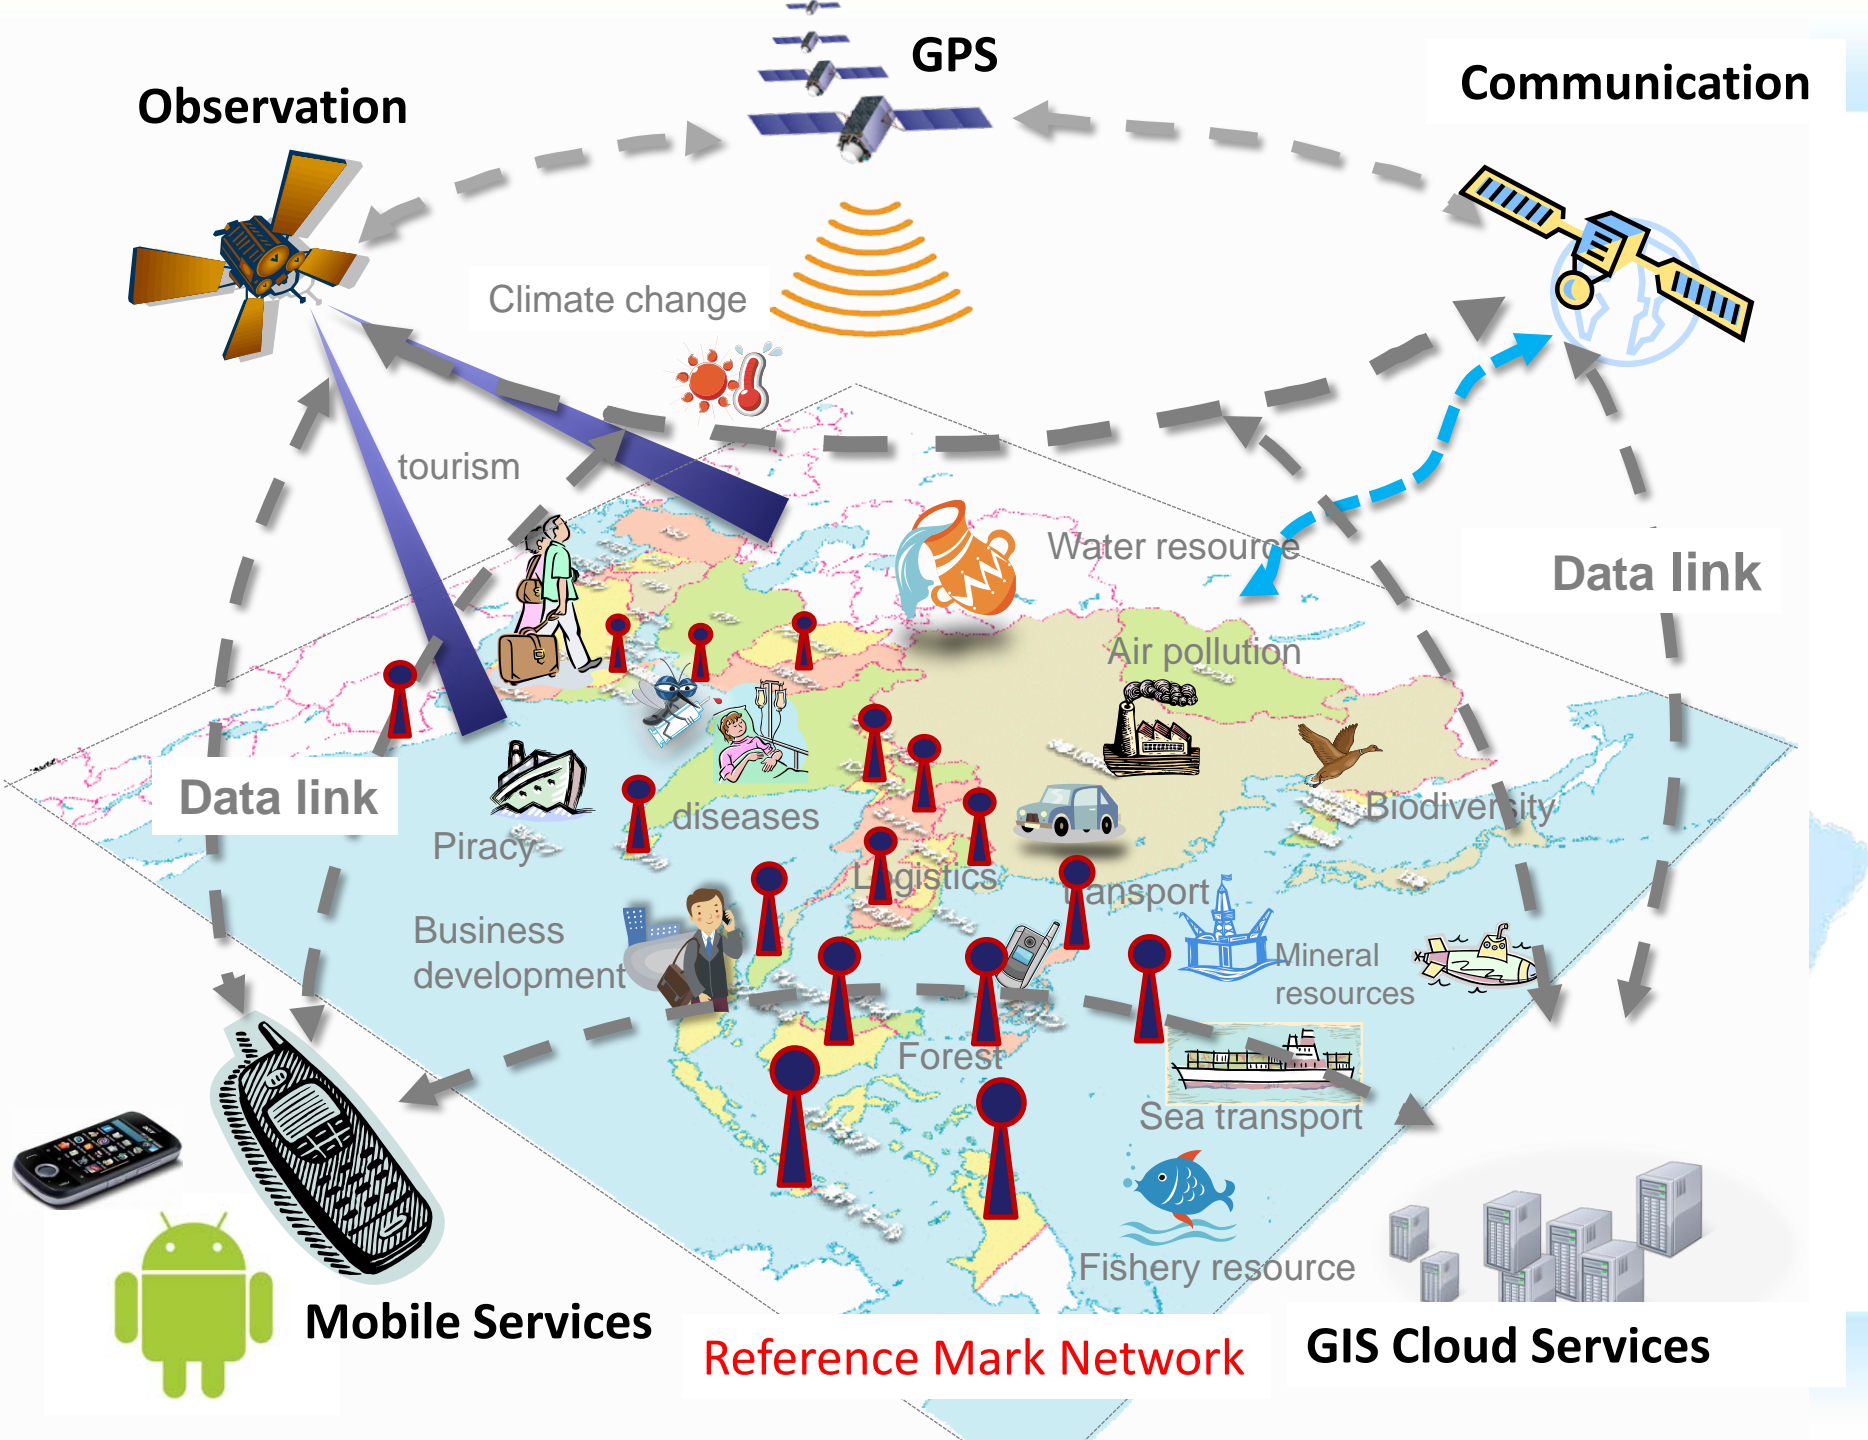 GPS
Communication
Observation
Climate change
tourism
Water resource
Data link
Air pollution
Data link
diseases
Biodiversity
Piracy
Logistics
transport
Business
development
Mineral
resources
Forest
Sea transport
Fishery resource
Mobile Services
Reference Mark Network
GIS Cloud Services